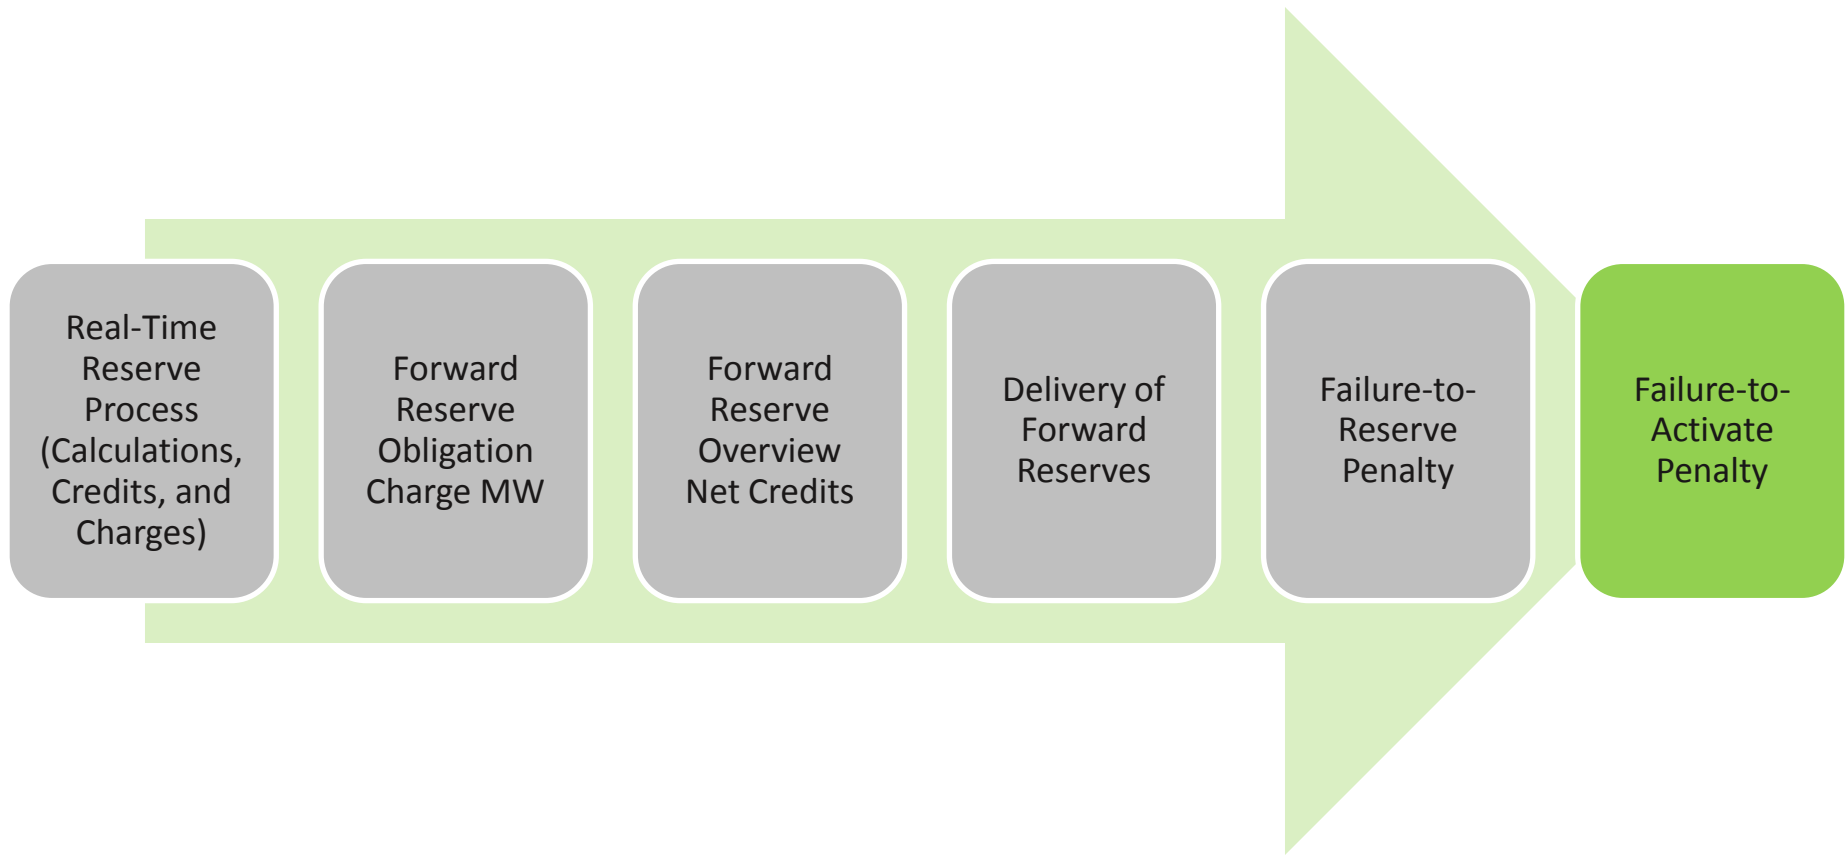 Real-Time
Reserve
Process
(Calculations,
Credits, and
Charges)
Forward
Reserve
Obligation
Charge MW
Forward
Reserve
Overview
Net Credits
Delivery of
Forward
Reserves
Failure-to-
Reserve
Penalty
Failure-to-
Activate
Penalty